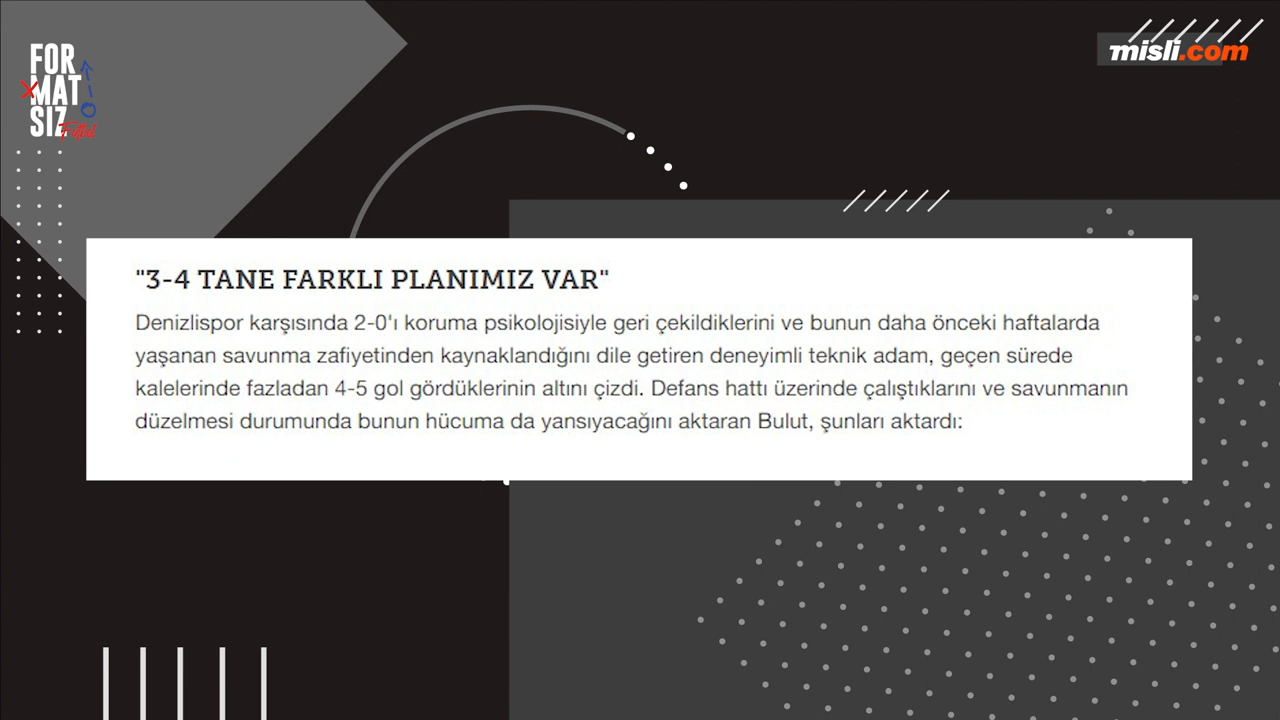 FOR
MAT
SIZ
Futbol
misli.com
"3-4 TANE FARKLI PLANIMIZ VAR"
Denizlispor karşısında 2-0'ı koruma psikolojisiyle geri çekildiklerini ve bunun daha önceki haftalarda
yaşanan savunma zafiyetinden kaynaklandığını dile getiren deneyimli teknik adam, geçen sürede
kalelerinde fazladan 4-5 gol gördüklerinin altını çizdi. Defans hattı üzerinde çalıştıklarını ve savunmanın
düzelmesi durumunda bunun hücuma da yansıyacağını aktaran Bulut, şunları aktardı: